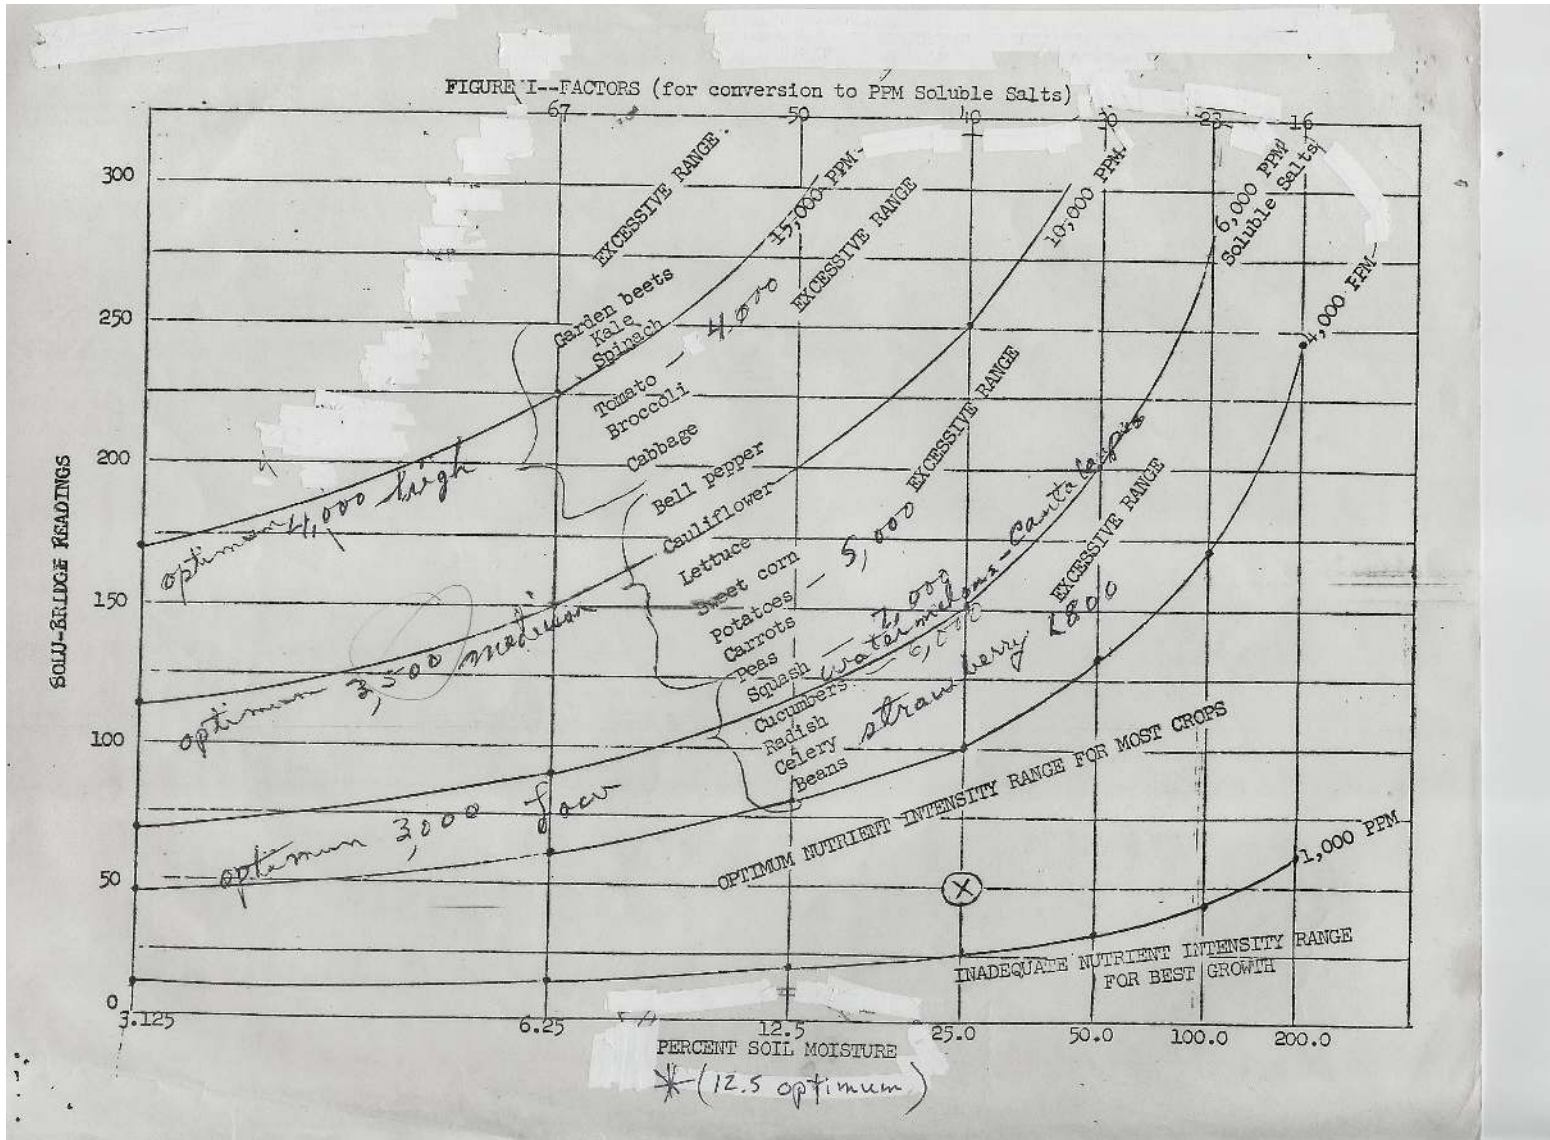 FIGURE I--FACTORS (for conversion to PPM Soluble Salts)
67 50 40 30 23 16
300
250
200
150
100
50
0
SOLU-BRIDGE READINGS
EXCESSIVE RANGE
15,000 PPM
EXCESSIVE RANGE
10,000 PPM
6,000 PPM
Soluble Salts
4,000 PPM
Garden beets
Kale
Spinach
Tomato - 4,000
Broccoli
Cabbage
Bell pepper
Cauliflower
Lettuce
Sweet corn
Potatoes - 5,000
Carrots
Peas
Squash - 7,000
watermelons - Cantalopes
Cucumbers - 6,000
Radish
Celery
Beans
strawberry 1800
EXCESSIVE RANGE
EXCESSIVE RANGE
optimum 4,000 high
optimum 3,500 medium
optimum 3,000 low
OPTIMUM NUTRIENT INTENSITY RANGE FOR MOST CROPS
X
1,000 PPM
INADEQUATE NUTRIENT INTENSITY RANGE
FOR BEST GROWTH
3.125 6.25 12.5 25.0 50.0 100.0 200.0
PERCENT SOIL MOISTURE
* (12.5 optimum)